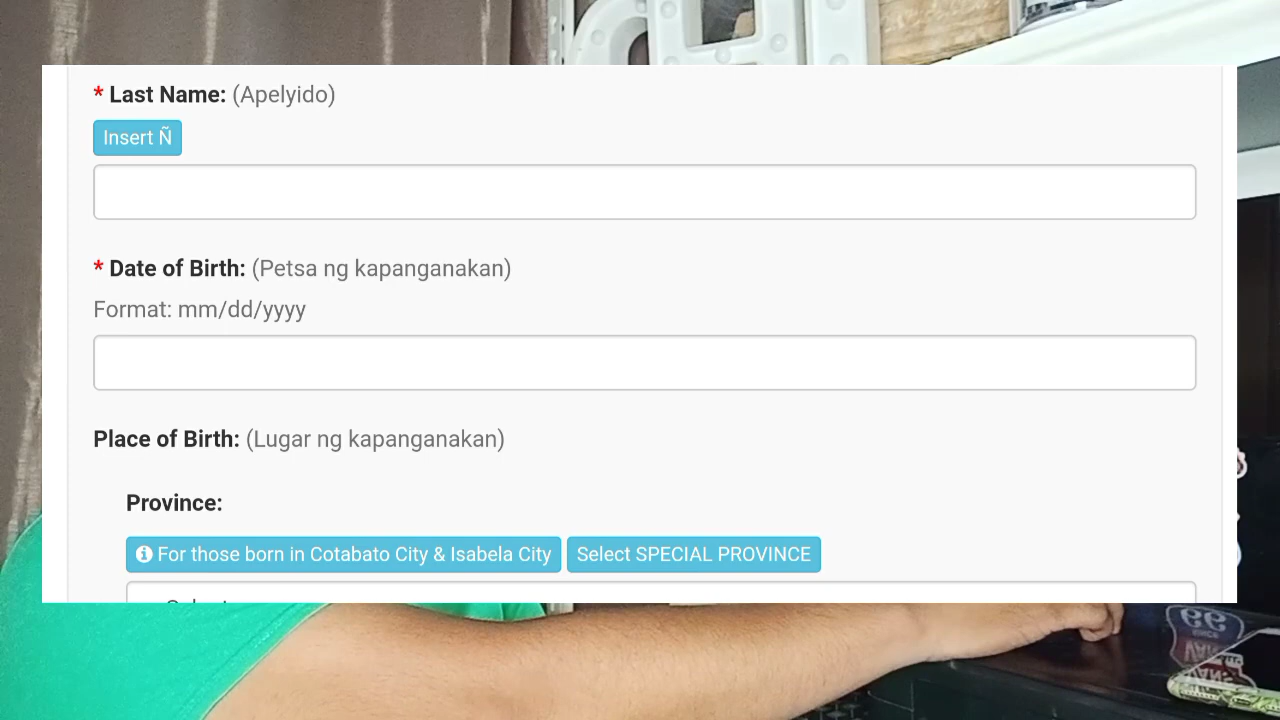 * Last Name: (Apelyido)
Insert Ñ
* Date of Birth: (Petsa ng kapanganakan)
Format: mm/dd/yyyy
Place of Birth: (Lugar ng kapanganakan)
Province:
For those born in Cotabato City & Isabela City
Select SPECIAL PROVINCE